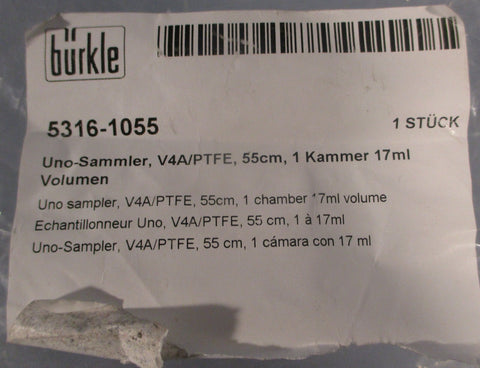 bürkle
5316-1055
1 STÜCK
Uno-Sammler, V4A/PTFE, 55cm, 1 Kammer 17ml
Volumen
Uno sampler, V4A/PTFE, 55cm, 1 chamber 17ml volume
Echantillonneur Uno, V4A/PTFE, 55 cm, 1 à 17ml
Uno-Sampler, V4A/PTFE, 55 cm, 1 cámara con 17 ml